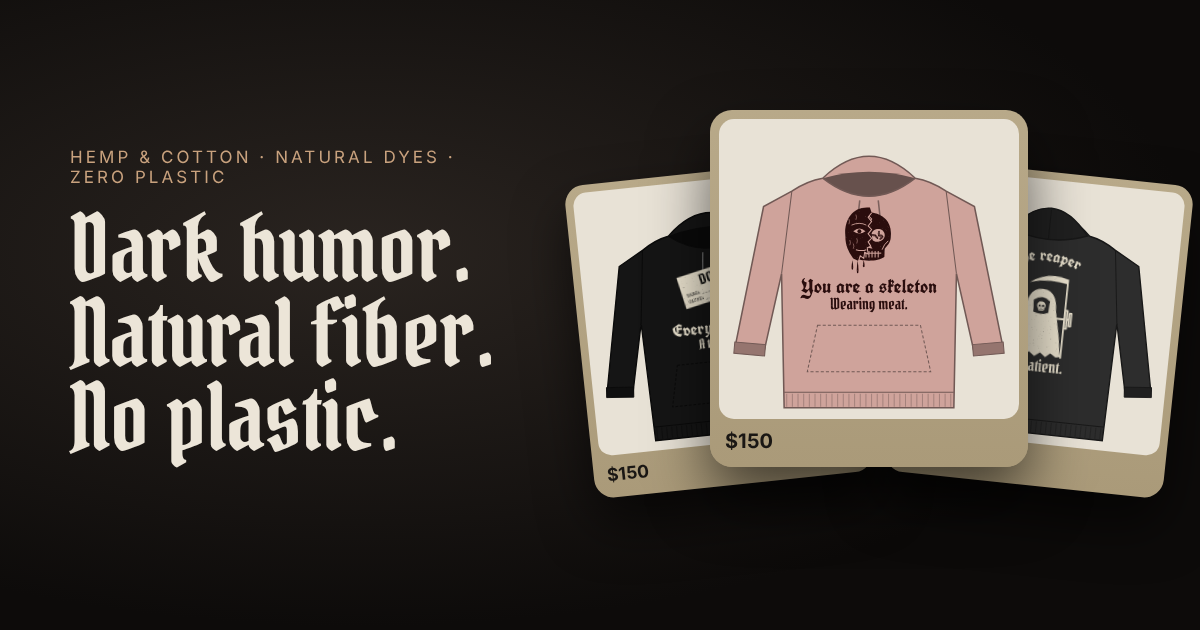 HEMP & COTTON · NATURAL DYES ·
ZERO PLASTIC
Dark humor.
Natural fiber.
No plastic.
You are a skeleton
Wearing meat.
$150
$150
reaper